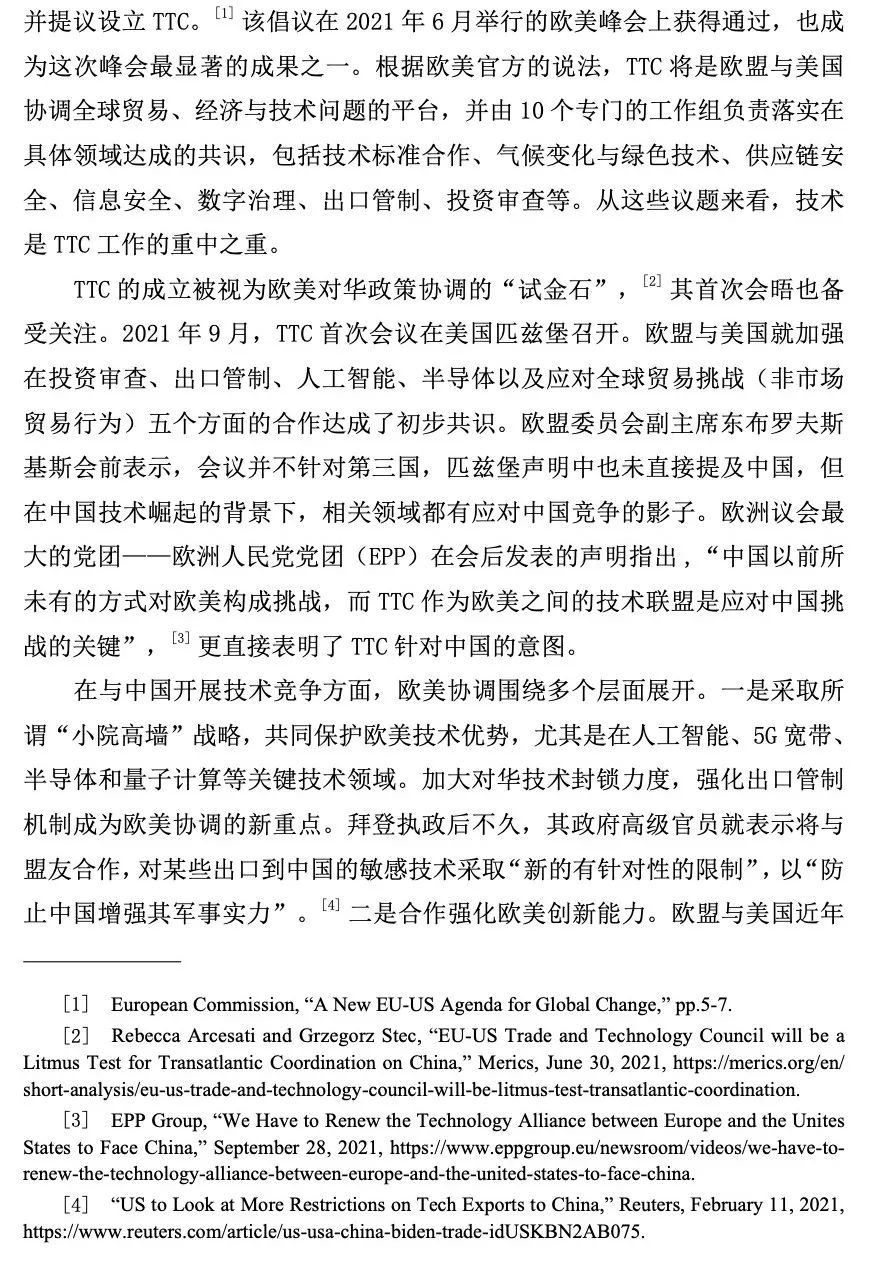 并提议设立 TTC。[1] 该倡议在 2021 年 6 月举行的欧美峰会上获得通过，也成
为这次峰会最显著的成果之一。根据欧美官方的说法，TTC 将是欧盟与美国
协调全球贸易、经济与技术问题的平台，并由 10 个专门的工作组负责落实在
具体领域达成的共识，包括技术标准合作、气候变化与绿色技术、供应链安
全、信息安全、数字治理、出口管制、投资审查等。从这些议题来看，技术
是 TTC 工作的重中之重。
TTC 的成立被视为欧美对华政策协调的“试金石”，[2] 其首次会晤也备
受关注。2021 年 9 月，TTC 首次会议在美国匹兹堡召开。欧盟与美国就加强
在投资审查、出口管制、人工智能、半导体以及应对全球贸易挑战（非市场
贸易行为）五个方面的合作达成了初步共识。欧盟委员会副主席东布罗夫斯
基斯会前表示，会议并不针对第三国，匹兹堡声明中也未直接提及中国，但
在中国技术崛起的背景下，相关领域都有应对中国竞争的影子。欧洲议会最
大的党团——欧洲人民党党团（EPP）在会后发表的声明指出，“中国以前所
未有的方式对欧美构成挑战，而 TTC 作为欧美之间的技术联盟是应对中国挑
战的关键”，[3] 更直接表明了 TTC 针对中国的意图。
在与中国开展技术竞争方面，欧美协调围绕多个层面展开。一是采取所
谓“小院高墙”战略，共同保护欧美技术优势，尤其是在人工智能、5G 宽带、
半导体和量子计算等关键技术领域。加大对华技术封锁力度，强化出口管制
机制成为欧美协调的新重点。拜登执政后不久，其政府高级官员就表示将与
盟友合作，对某些出口到中国的敏感技术采取“新的有针对性的限制”，以“防
止中国增强其军事实力”。[4] 二是合作强化欧美创新能力。欧盟与美国近年
[1] European Commission, “A New EU-US Agenda for Global Change,” pp.5-7.
[2] Rebecca Arcesati and Grzegorz Stec, “EU-US Trade and Technology Council will be a
Litmus Test for Transatlantic Coordination on China,” Merics, June 30, 2021, https://merics.org/en/
short-analysis/eu-us-trade-and-technology-council-will-be-litmus-test-transatlantic-coordination.
[3] EPP Group, “We Have to Renew the Technology Alliance between Europe and the Unites
States to Face China,” September 28, 2021, https://www.eppgroup.eu/newsroom/videos/we-have-to-
renew-the-technology-alliance-between-europe-and-the-united-states-to-face-china.
[4] “US to Look at More Restrictions on Tech Exports to China,” Reuters, February 11, 2021,
https://www.reuters.com/article/us-usa-china-biden-trade-idUSKBN2AB075.